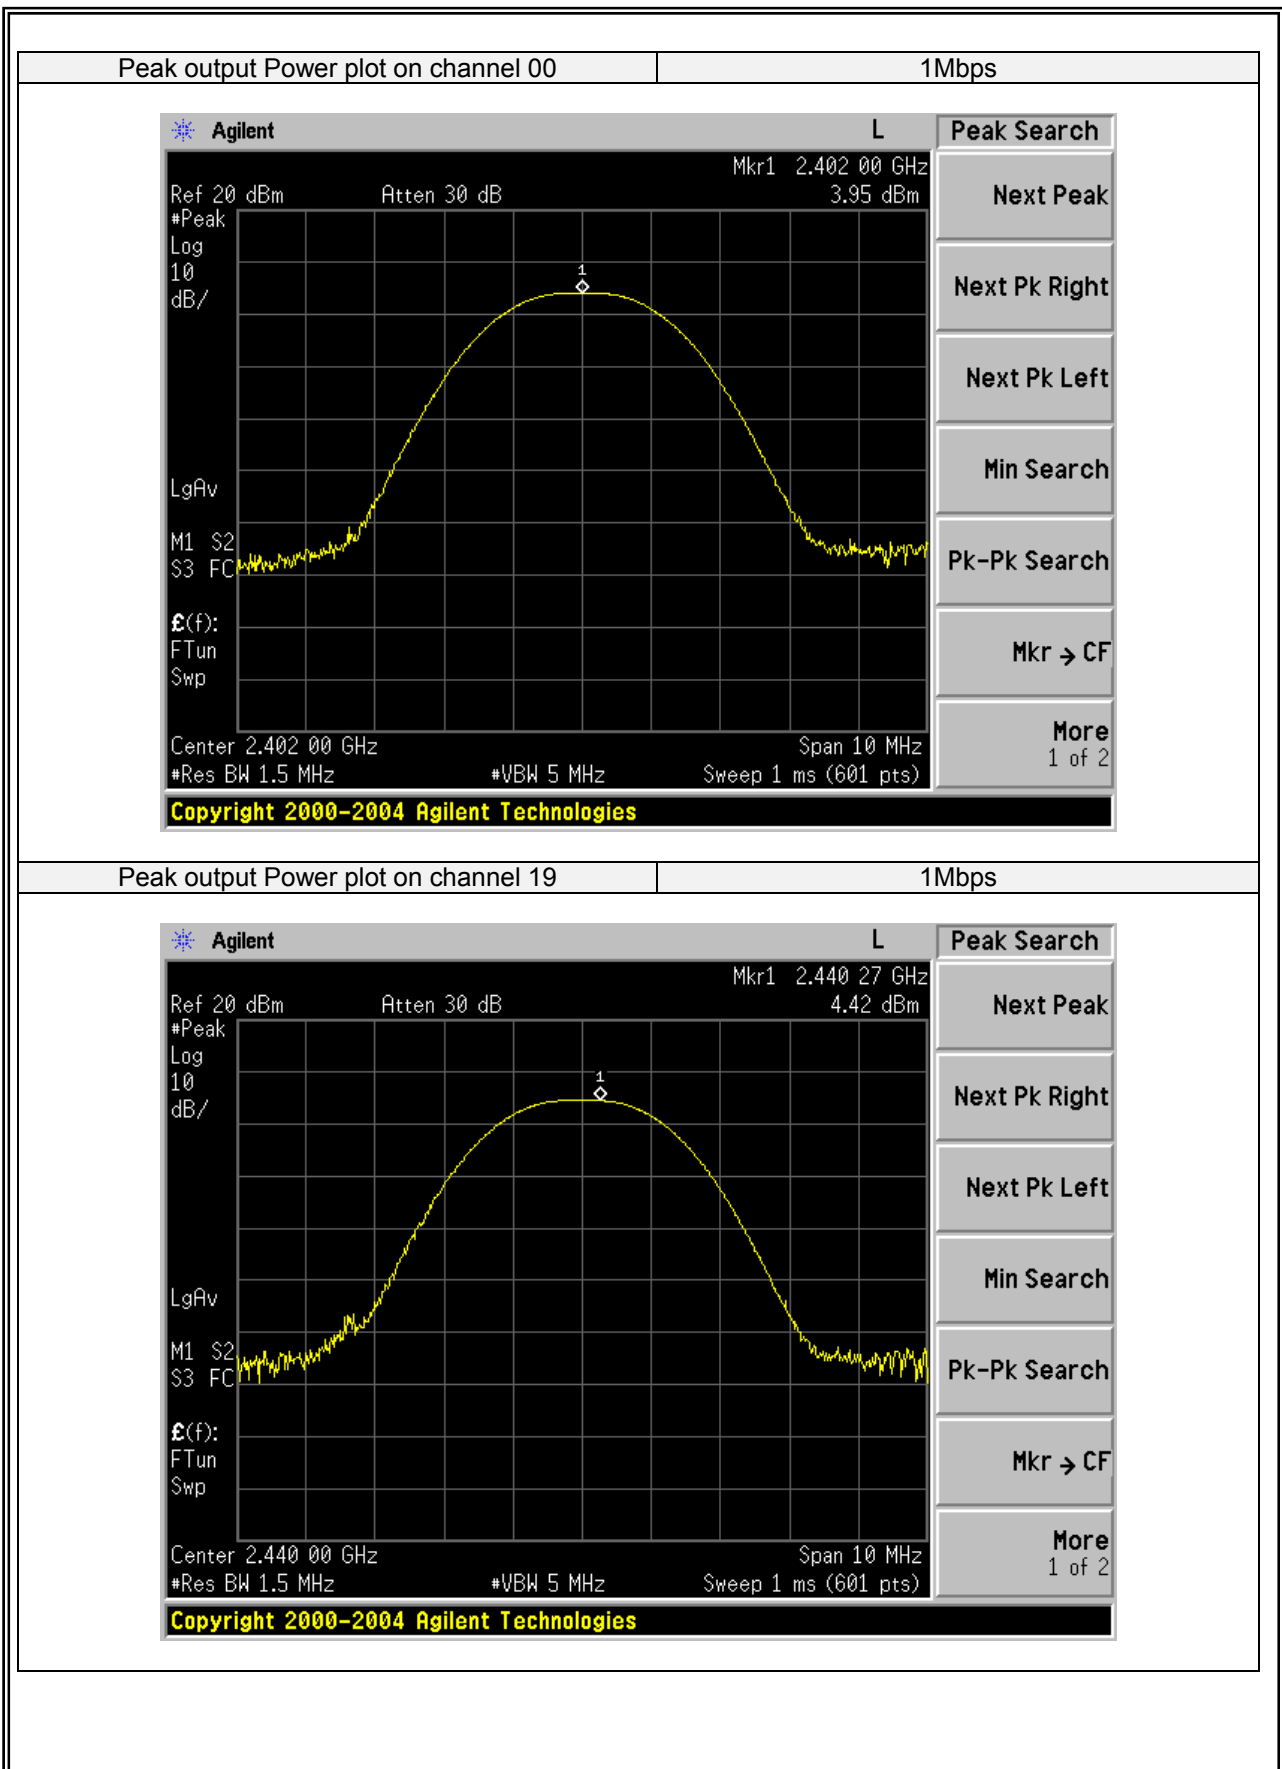 Peak output Power plot on channel 00 1Mbps
Agilent L Peak Search
Mkr1 2.402 00 GHz
Ref 20 dBm Atten 30 dB 3.95 dBm
Next Peak
#Peak
Log
10
dB/
1
Next Pk Right
Next Pk Left
Min Search
LgAv
M1 S2
S3 FC
Pk-Pk Search
£(f):
FTun
Swp
Mkr → CF
More
1 of 2
Center 2.402 00 GHz Span 10 MHz
#Res BW 1.5 MHz #VBW 5 MHz Sweep 1 ms (601 pts)
Copyright 2000-2004 Agilent Technologies
Peak output Power plot on channel 19 1Mbps
Agilent L Peak Search
Mkr1 2.440 27 GHz
Ref 20 dBm Atten 30 dB 4.42 dBm
Next Peak
#Peak
Log
10
dB/
1
Next Pk Right
Next Pk Left
Min Search
LgAv
M1 S2
S3 FC
Pk-Pk Search
£(f):
FTun
Swp
Mkr → CF
More
1 of 2
Center 2.440 00 GHz Span 10 MHz
#Res BW 1.5 MHz #VBW 5 MHz Sweep 1 ms (601 pts)
Copyright 2000-2004 Agilent Technologies